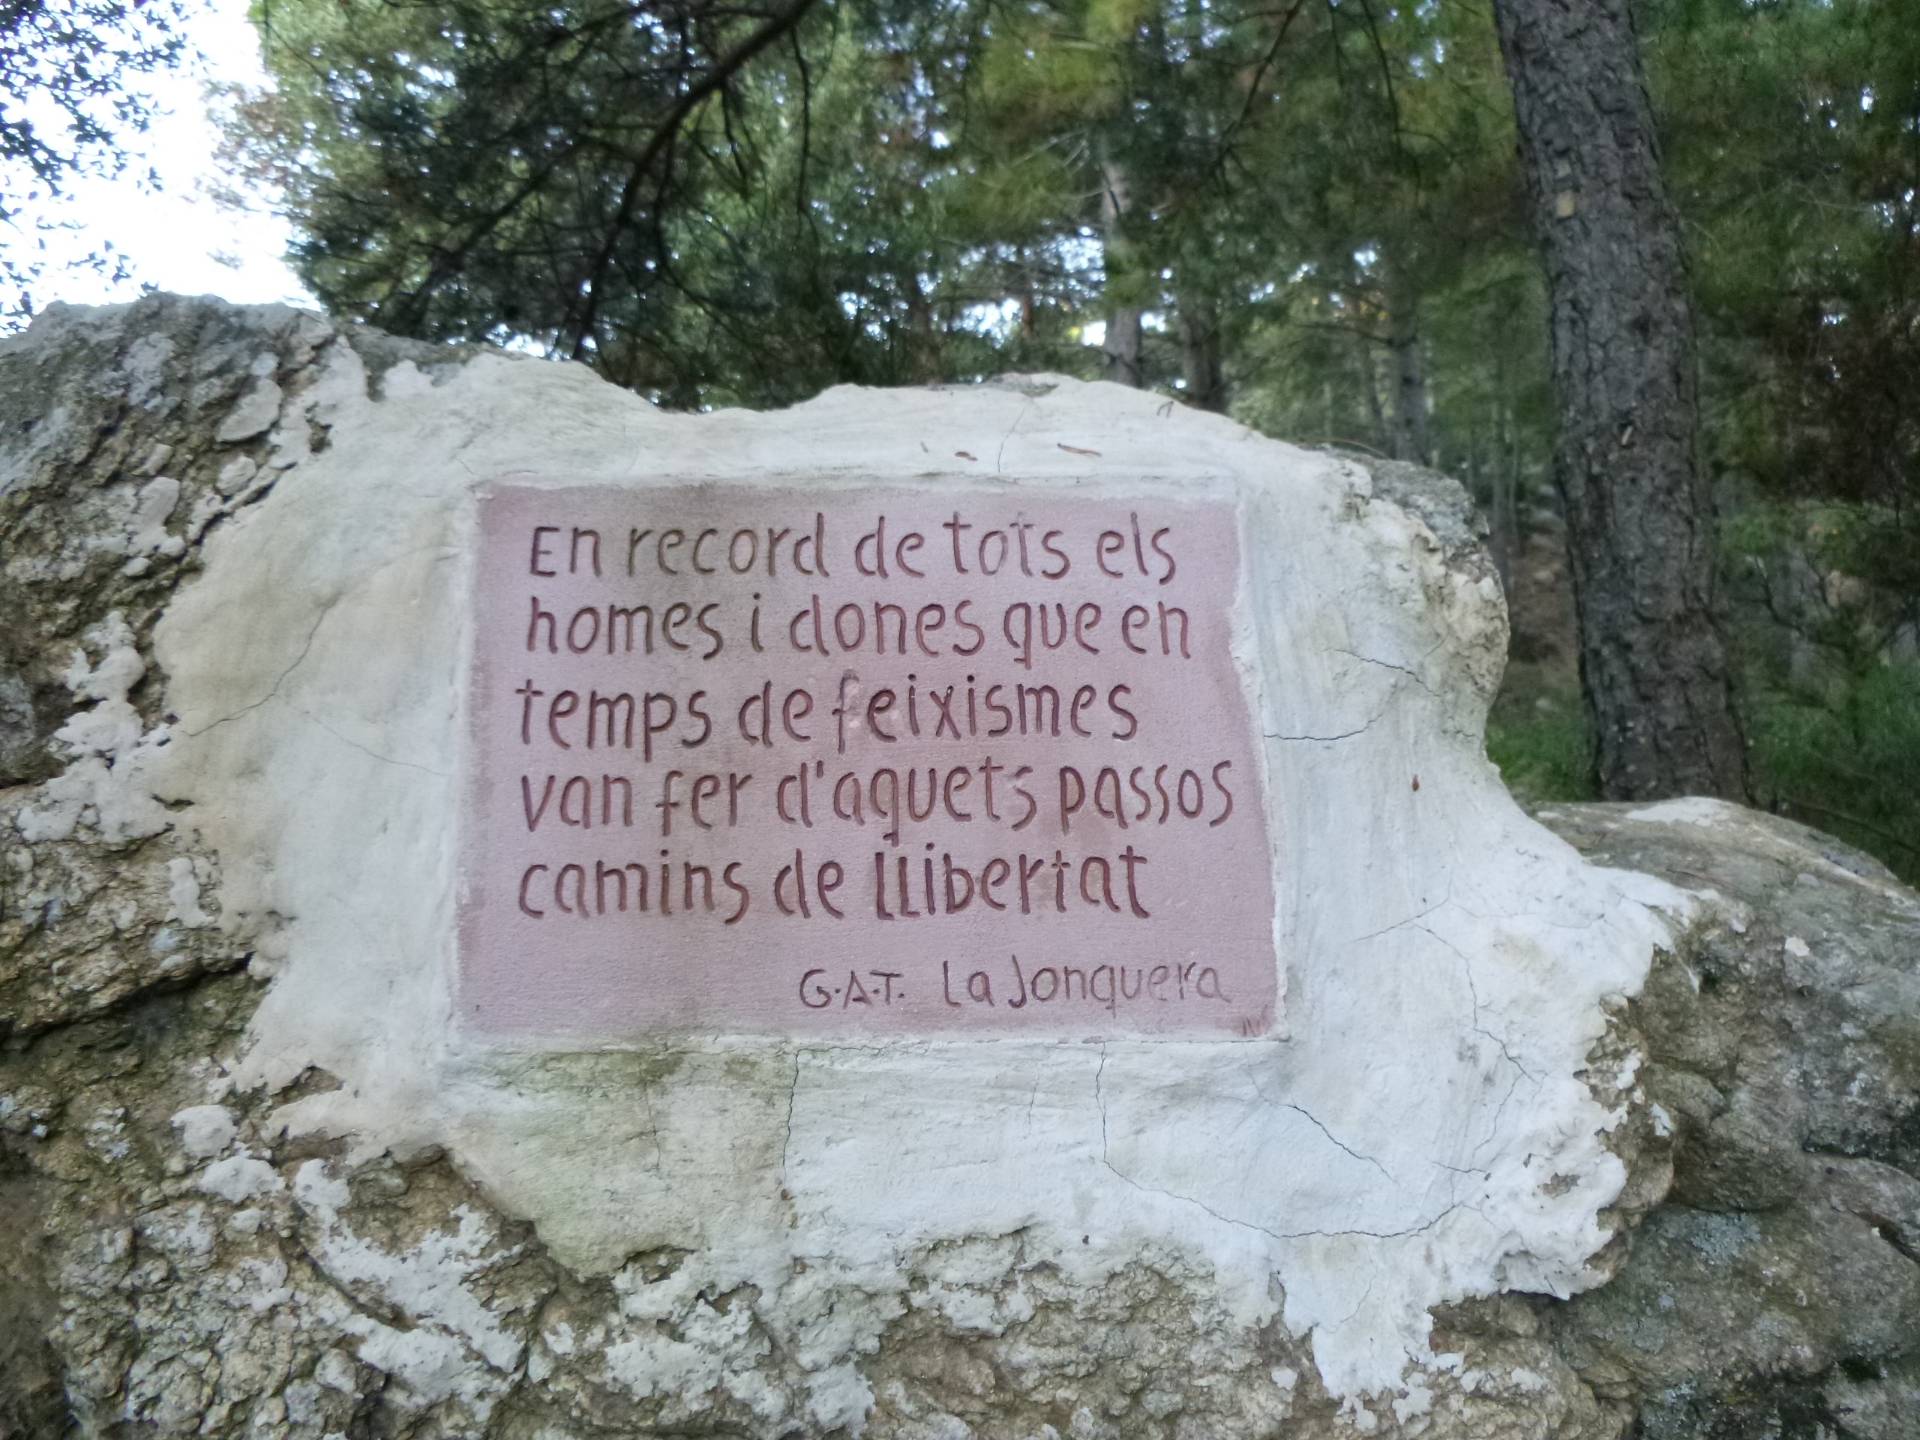 En record de tots els
homes i dones que en
temps de feixismes
van fer d'aquets passos
camins de llibertat
G.A.T. La Jonquera